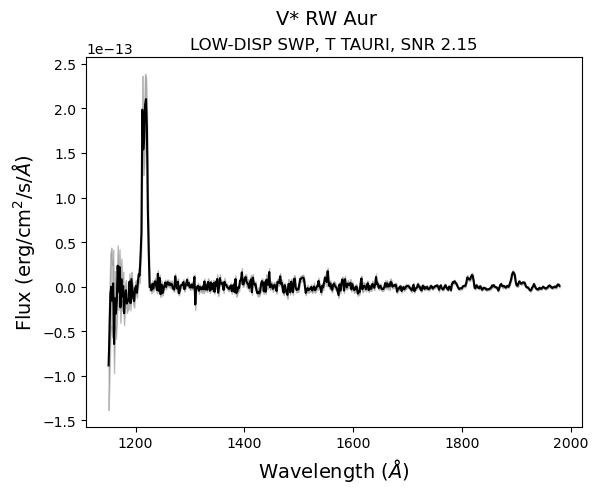 V* RW Aur
LOW-DISP SWP, T TAURI, SNR 2.15
1e−13
2.5
2.0
1.5
1.0
0.5
0.0
−0.5
−1.0
−1.5
Flux (erg/cm²/s/Å)
1200 1400 1600 1800 2000
Wavelength (Å)